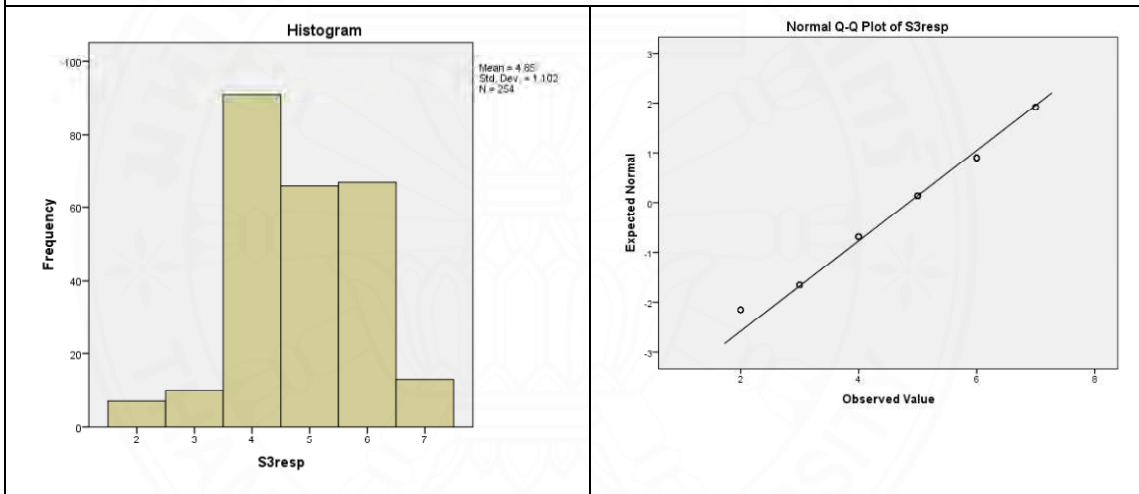 Histogram
Mean = 4.85
Std. Dev. = 1.102
N = 254
Frequency
100
80
60
40
20
0
2 3 4 5 6 7
S3resp
Normal Q-Q Plot of S3resp
Expected Normal
3
2
1
0
-1
-2
-3
2 4 6 8
Observed Value